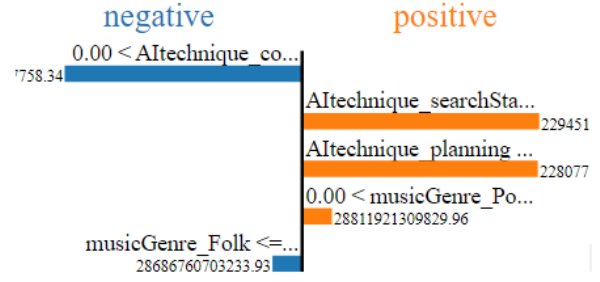 negative positive
0.00 < AItechnique_co...
758.34
AItechnique_searchSta...
229451
AItechnique_planning ...
228077
0.00 < musicGenre_Po...
28811921309829.96
musicGenre_Folk <=...
28686760703233.93